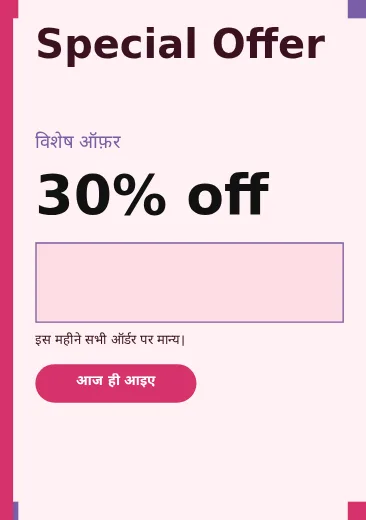 Special Offer
विशेष ऑफ़र
30% off
इस महीने सभी ऑर्डर पर मान्य।
आज ही आइए